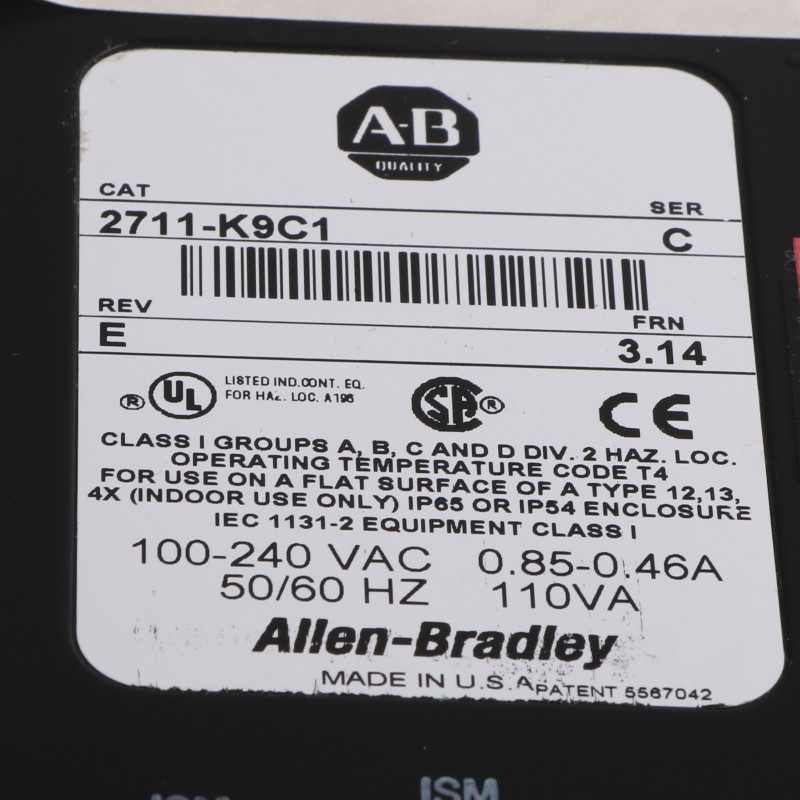 A-B
QUALITY
CAT
SER
2711-K9C1
C
REV
FRN
E
3.14
® UL LISTED IND.CONT. EQ.
FOR HAZ. LOC. A196
SA ® CE
CLASS I GROUPS A, B, C AND D DIV. 2 HAZ. LOC.
OPERATING TEMPERATURE CODE T4
FOR USE ON A FLAT SURFACE OF A TYPE 12,13,
4X (INDOOR USE ONLY) IP65 OR IP54 ENCLOSURE
IEC 1131-2 EQUIPMENT CLASS I
100-240 VAC 0.85-0.46A
50/60 HZ 110VA
Allen-Bradley
MADE IN U.S.A PATENT 5567042
ISM ISM